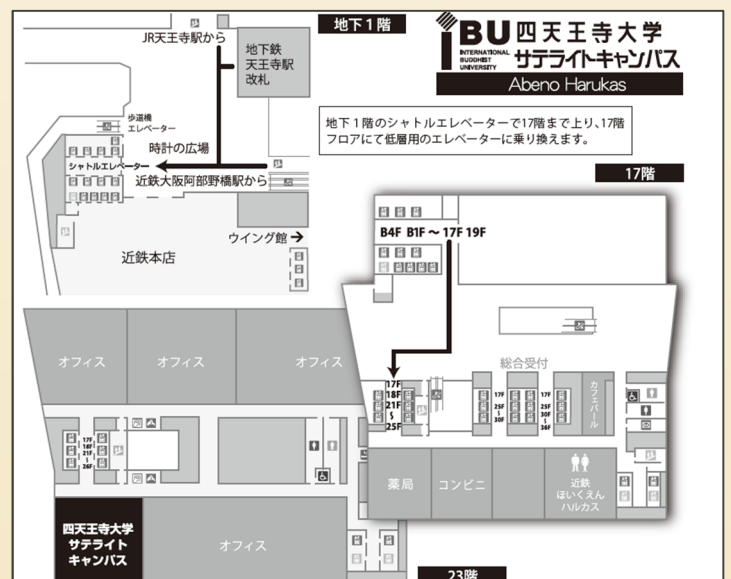 地下1階
IBU 四天王寺大学
INTERNATIONAL
BUDDHIST
UNIVERSITY
サテライトキャンパス
Abeno Harukas
JR天王寺駅から
地下鉄
天王寺駅
改札
地下1階のシャトルエレベーターで17階まで上り、17階
フロアにて低層用のエレベーターに乗り換えます。
歩道橋
エレベーター
時計の広場
シャトルエレベーター
近鉄大阪阿部野橋駅から
ウイング館
近鉄本店
17階
B4F B1F ~ 17F 19F
総合受付
17F
18F
21F
~
25F
17F
25F
~
30F
17F
25F
30F
~
36F
カフェバール
薬局
コンビニ
近鉄
ほいくえん
ハルカス
オフィス
オフィス
オフィス
17F
18F
21F
~
26F
四天王寺大学
サテライト
キャンパス
オフィス
23階